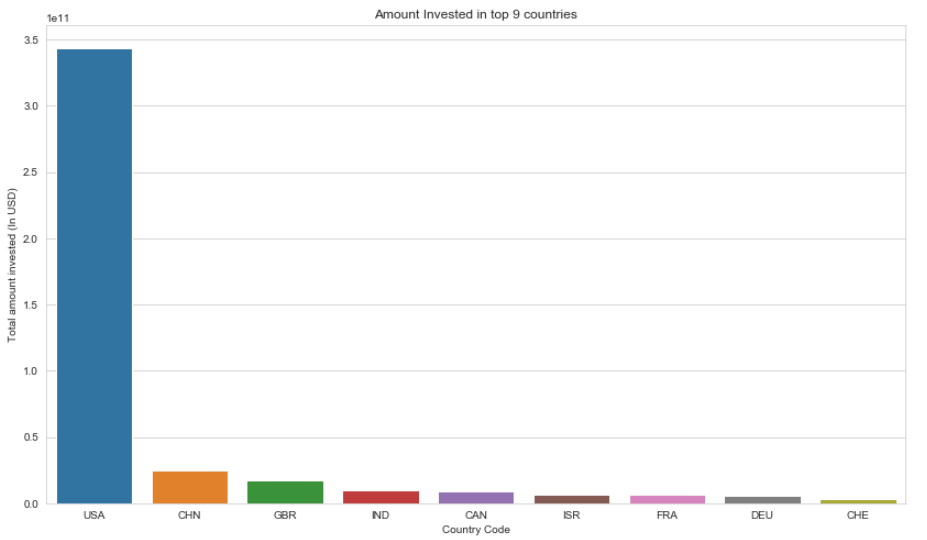 Amount Invested in top 9 countries
1e11
Total amount invested (In USD)
3.5
3.0
2.5
2.0
1.5
1.0
0.5
0.0
USA CHN GBR IND CAN ISR FRA DEU CHE
Country Code